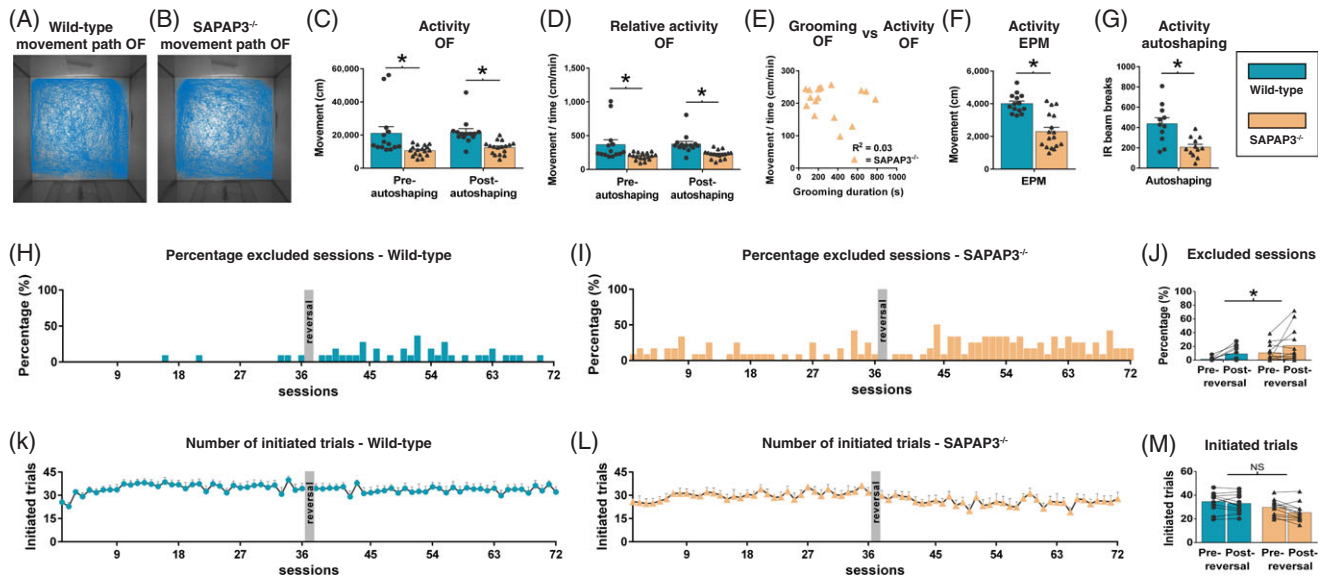 (A)
Wild-type
movement path OF
(B)
SAPAP3-/-
movement path OF
(C)
Activity
OF
Movement (cm)
60,000
40,000
20,000
0
*
*
Pre-
autoshaping
Post-
autoshaping
(D)
Relative activity
OF
Movement / time (cm/min)
1,500
1,000
500
0
*
*
Pre-
autoshaping
Post-
autoshaping
(E)
Grooming vs Activity
OF OF
Movement / time (cm/min)
300
200
100
0
R² = 0.03
= SAPAP3-/-
0 200 400 600 800 1000
Grooming duration (s)
(F)
Activity
EPM
Movement (cm)
6,000
4,000
2,000
0
*
EPM
(G)
Activity
autoshaping
IR beam breaks
1000
800
600
400
200
0
*
Autoshaping
Wild-type
SAPAP3-/-
(H)
Percentage excluded sessions - Wild-type
Percentage (%)
100
50
0
reversal
9 18 27 36 45 54 63 72
sessions
(I)
Percentage excluded sessions - SAPAP3-/-
Percentage (%)
100
50
0
reversal
9 18 27 36 45 54 63 72
sessions
(J)
Excluded sessions
Percentage (%)
100
80
60
40
20
0
*
Pre- Post-
reversal
Pre- Post-
reversal
(k)
Number of initiated trials - Wild-type
Initiated trials
45
30
15
0
reversal
9 18 27 36 45 54 63 72
sessions
(L)
Number of initiated trials - SAPAP3-/-
Initiated trials
45
30
15
0
reversal
9 18 27 36 45 54 63 72
sessions
(M)
Initiated trials
Initiated trials
60
40
20
0
NS
Pre- Post-
reversal
Pre- Post-
reversal